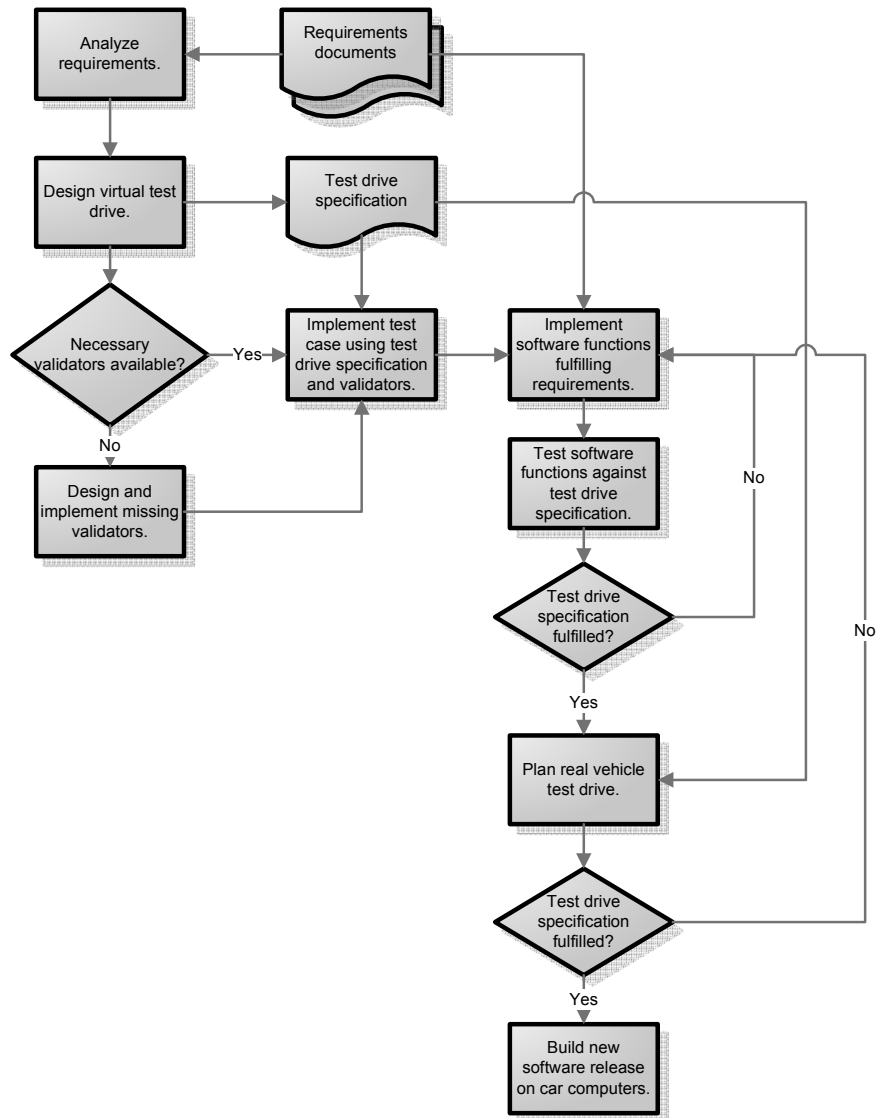 Analyze
requirements.
Requirements
documents
Design virtual test
drive.
Test drive
specification
Necessary
validators available?
Yes
Implement test
case using test
drive specification
and validators.
Implement
software functions
fulfilling
requirements.
No
Design and
implement missing
validators.
Test software
functions against
test drive
specification.
No
Test drive
specification
fulfilled?
No
Yes
Plan real vehicle
test drive.
Test drive
specification
fulfilled?
Yes
Build new
software release
on car computers.